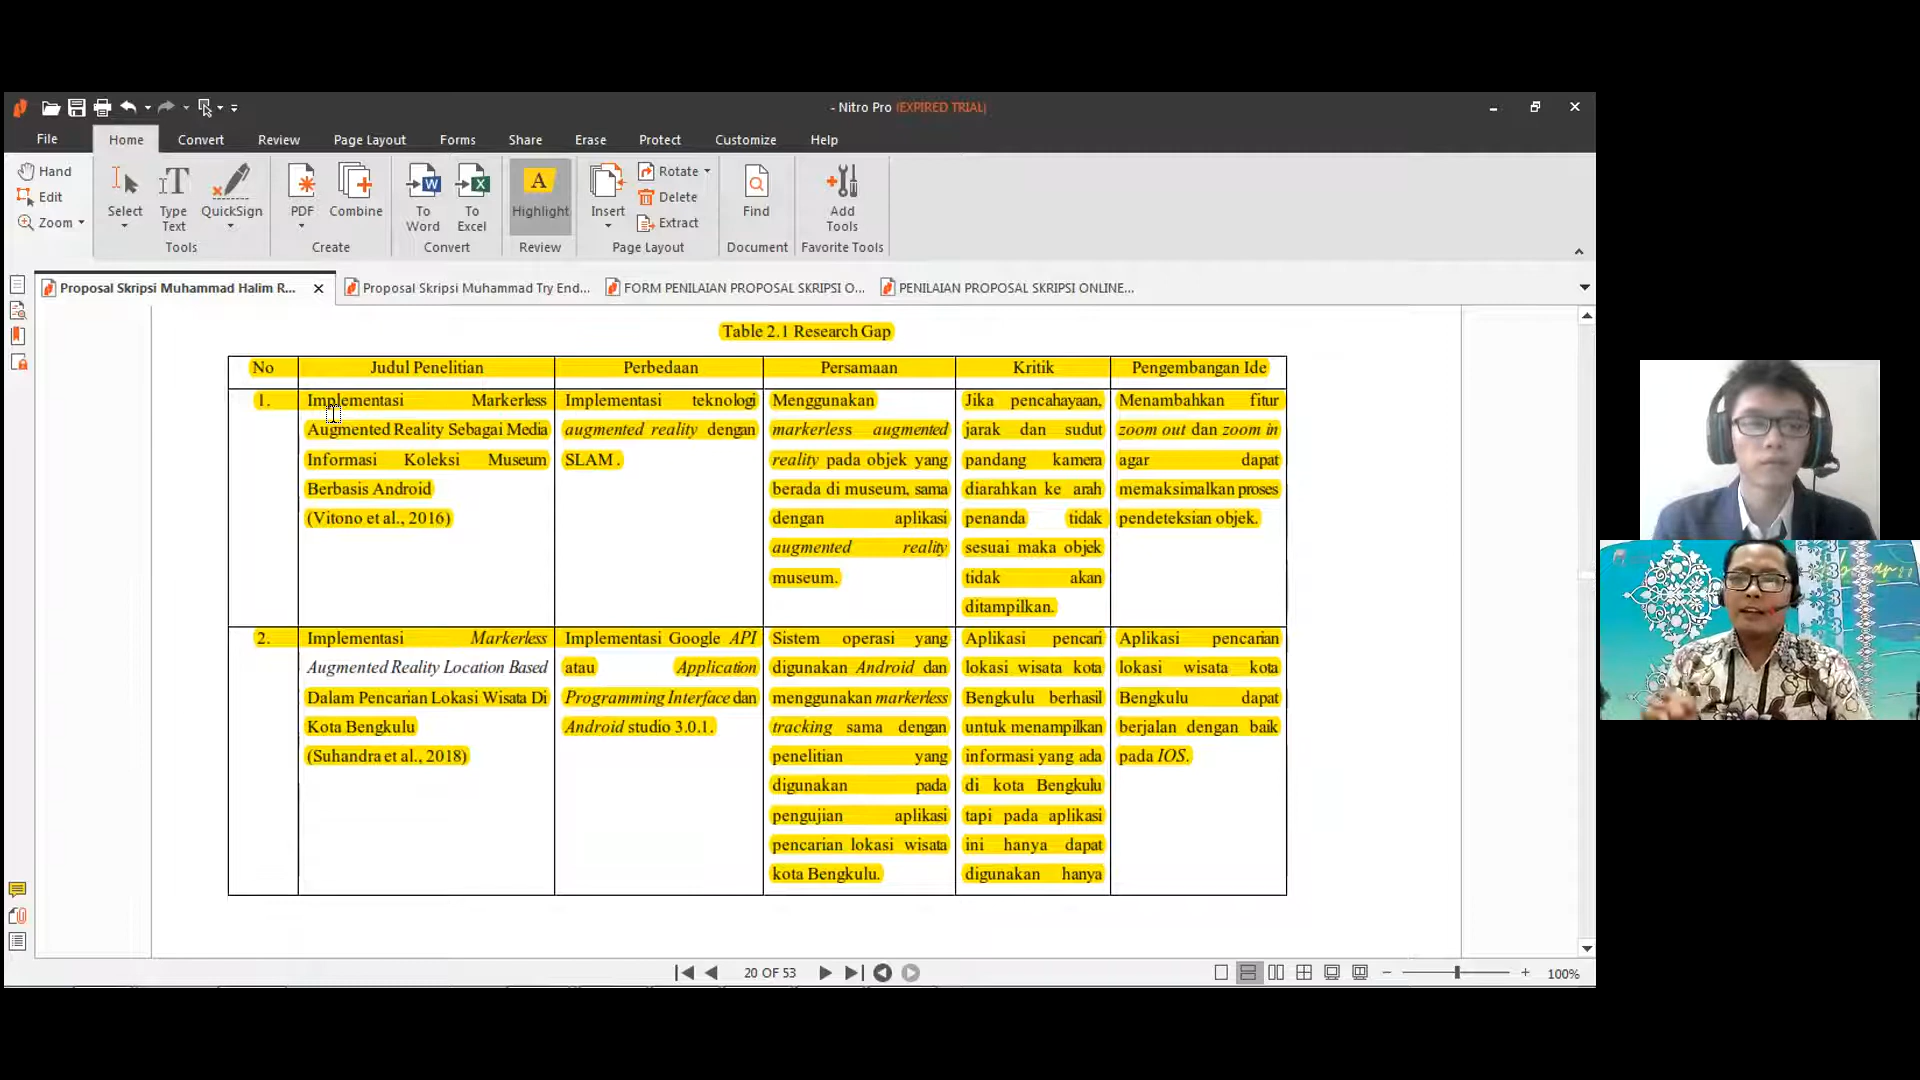 - Nitro Pro (EXPIRED TRIAL)
File Home Convert Review Page Layout Forms Share Erase Protect Customize Help
Hand
Edit
Zoom
Select
Type Text
QuickSign
Tools
PDF
Combine
Create
To Word
To Excel
Convert
Highlight
Review
Insert
Rotate
Delete
Extract
Page Layout
Find
Document
Add Tools
Favorite Tools
Proposal Skripsi Muhammad Halim R...
Proposal Skripsi Muhammad Try End...
FORM PENILAIAN PROPOSAL SKRIPSI O...
PENILAIAN PROPOSAL SKRIPSI ONLINE...
Table 2.1 Research Gap
No
Judul Penelitian
Perbedaan
Persamaan
Kritik
Pengembangan Ide
1.
Implementasi Markerless
Augmented Reality Sebagai Media
Informasi Koleksi Museum
Berbasis Android
(Vitono et al., 2016)
Implementasi teknologi
augmented reality dengan
SLAM .
Menggunakan
markerless augmented
reality pada objek yang
berada di museum, sama
dengan aplikasi
augmented reality
museum.
Jika pencahayaan,
jarak dan sudut
pandang kamera
diarahkan ke arah
penanda tidak
sesuai maka objek
tidak akan
ditampilkan.
Menambahkan fitur
zoom out dan zoom in
agar dapat
memaksimalkan proses
pendeteksian objek.
2.
Implementasi Markerless
Augmented Reality Location Based
Dalam Pencarian Lokasi Wisata Di
Kota Bengkulu
(Suhandra et al., 2018)
Implementasi Google API
atau Application
Programming Interface dan
Android studio 3.0.1.
Sistem operasi yang
digunakan Android dan
menggunakan markerless
tracking sama dengan
penelitian yang
digunakan pada
pengujian aplikasi
pencarian lokasi wisata
kota Bengkulu.
Aplikasi pencari
lokasi wisata kota
Bengkulu berhasil
untuk menampilkan
informasi yang ada
di kota Bengkulu
tapi pada aplikasi
ini hanya dapat
digunakan hanya
Aplikasi pencarian
lokasi wisata kota
Bengkulu dapat
berjalan dengan baik
pada IOS.
20 OF 53
100%